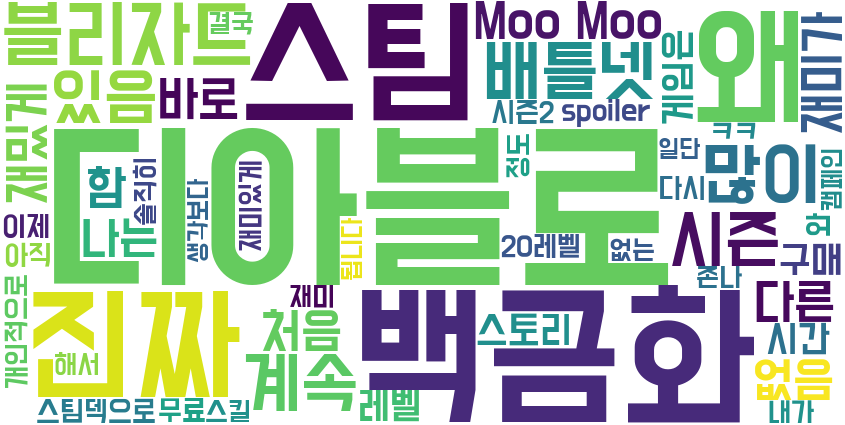 블리자드
결국
스팀
Moo Moo
배틀넷
시즌2
spoiler
게임은
왜
재미가
있음
바로
재밌게
디아블로
함
솔직히
나는
생각보다
재미있게
됩니다
정도
ㅋㅋ
일단
많이
다시
캠페인
와
20레벨
없는
시즌
존나
구매
이제
아직
개인적으로
진짜
해서
재미
처음
계속
스토리
백금화
다른
시간
없음
내가
레벨
스팀덱으로
무료스킬